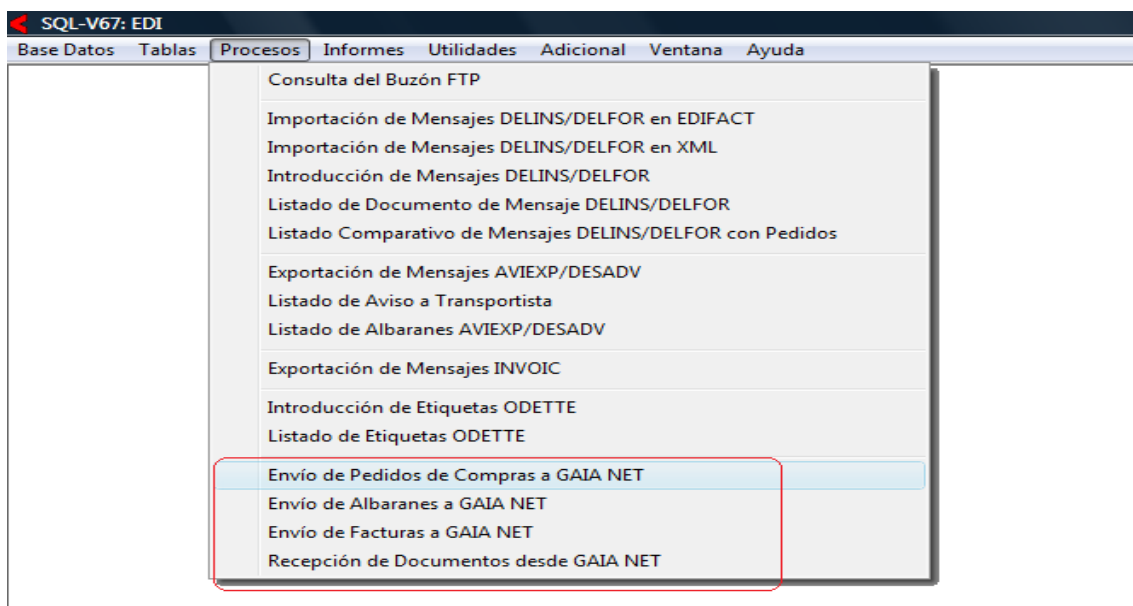 SQL-V67: EDI
Base Datos Tablas Procesos Informes Utilidades Adicional Ventana Ayuda
Consulta del Buzón FTP
Importación de Mensajes DELINS/DELFOR en EDIFACT
Importación de Mensajes DELINS/DELFOR en XML
Introducción de Mensajes DELINS/DELFOR
Listado de Documento de Mensaje DELINS/DELFOR
Listado Comparativo de Mensajes DELINS/DELFOR con Pedidos
Exportación de Mensajes AVIEXP/DESADV
Listado de Aviso a Transportista
Listado de Albaranes AVIEXP/DESADV
Exportación de Mensajes INVOIC
Introducción de Etiquetas ODETTE
Listado de Etiquetas ODETTE
Envío de Pedidos de Compras a GAIA NET
Envío de Albaranes a GAIA NET
Envío de Facturas a GAIA NET
Recepción de Documentos desde GAIA NET